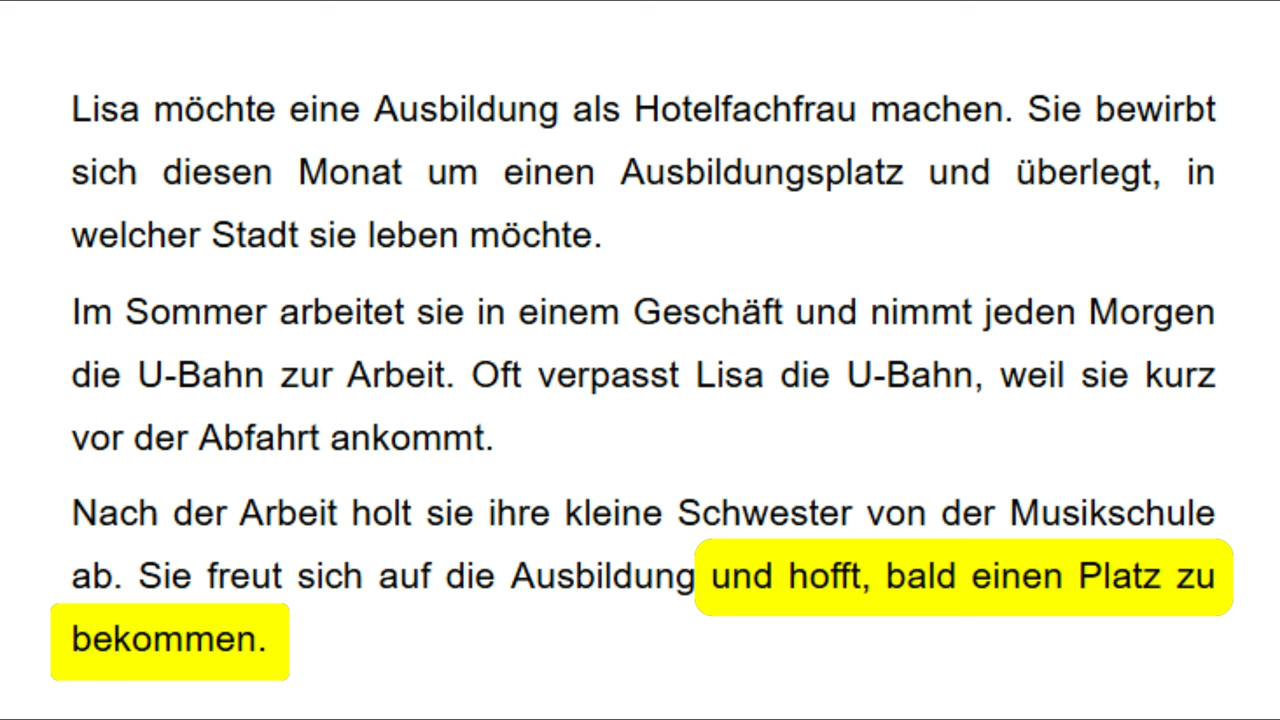 Lisa möchte eine Ausbildung als Hotelfachfrau machen. Sie bewirbt
sich diesen Monat um einen Ausbildungsplatz und überlegt, in
welcher Stadt sie leben möchte.
Im Sommer arbeitet sie in einem Geschäft und nimmt jeden Morgen
die U-Bahn zur Arbeit. Oft verpasst Lisa die U-Bahn, weil sie kurz
vor der Abfahrt ankommt.
Nach der Arbeit holt sie ihre kleine Schwester von der Musikschule
ab. Sie freut sich auf die Ausbildung und hofft, bald einen Platz zu
bekommen.